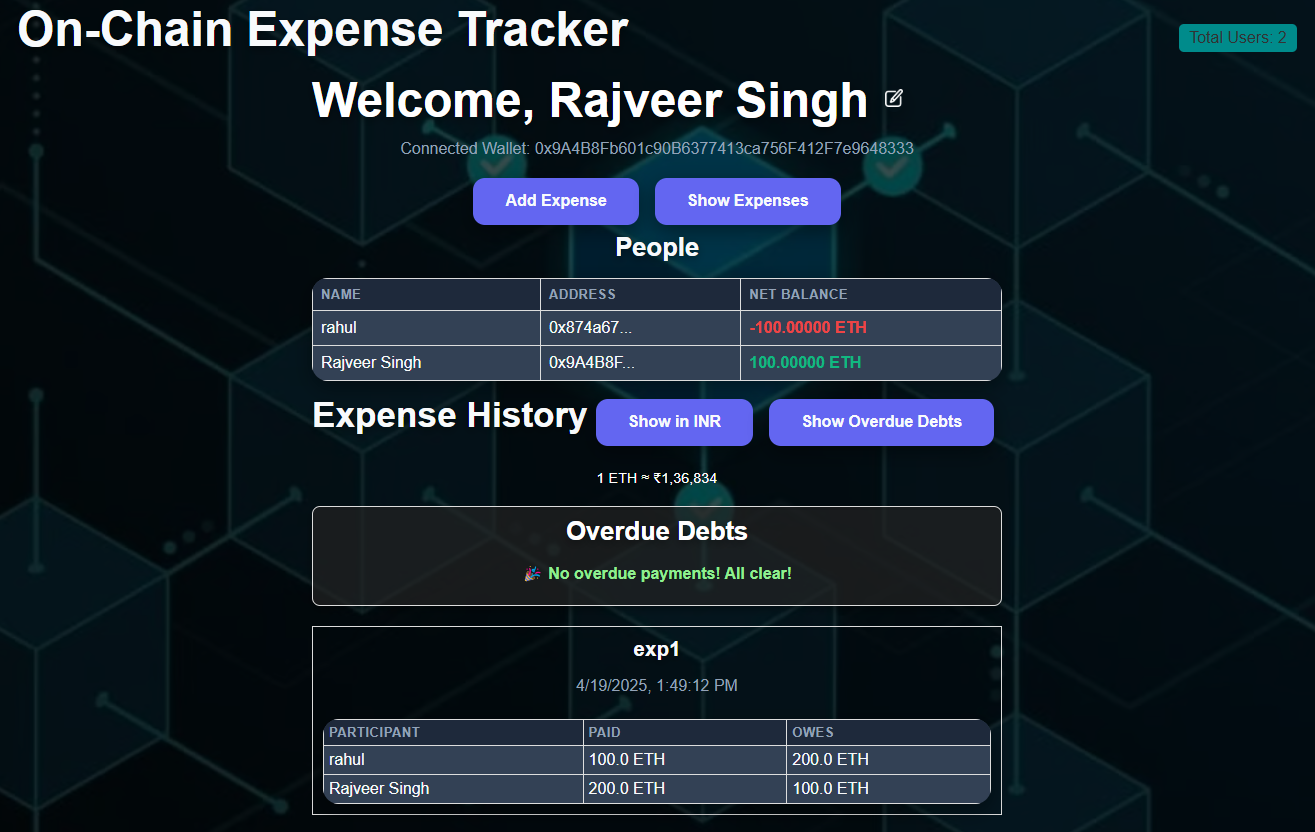 On-Chain Expense Tracker
Total Users: 2
Welcome, Rajveer Singh
Connected Wallet: 0x9A4B8Fb601c90B6377413ca756F412F7e9648333
Add Expense Show Expenses
People
NAME ADDRESS NET BALANCE
rahul 0x874a67... -100.00000 ETH
Rajveer Singh 0x9A4B8F... 100.00000 ETH
Expense History Show in INR Show Overdue Debts
1 ETH ≈ ₹1,36,834
Overdue Debts
🎉 No overdue payments! All clear!
exp1
4/19/2025, 1:49:12 PM
PARTICIPANT PAID OWES
rahul 100.0 ETH 200.0 ETH
Rajveer Singh 200.0 ETH 100.0 ETH